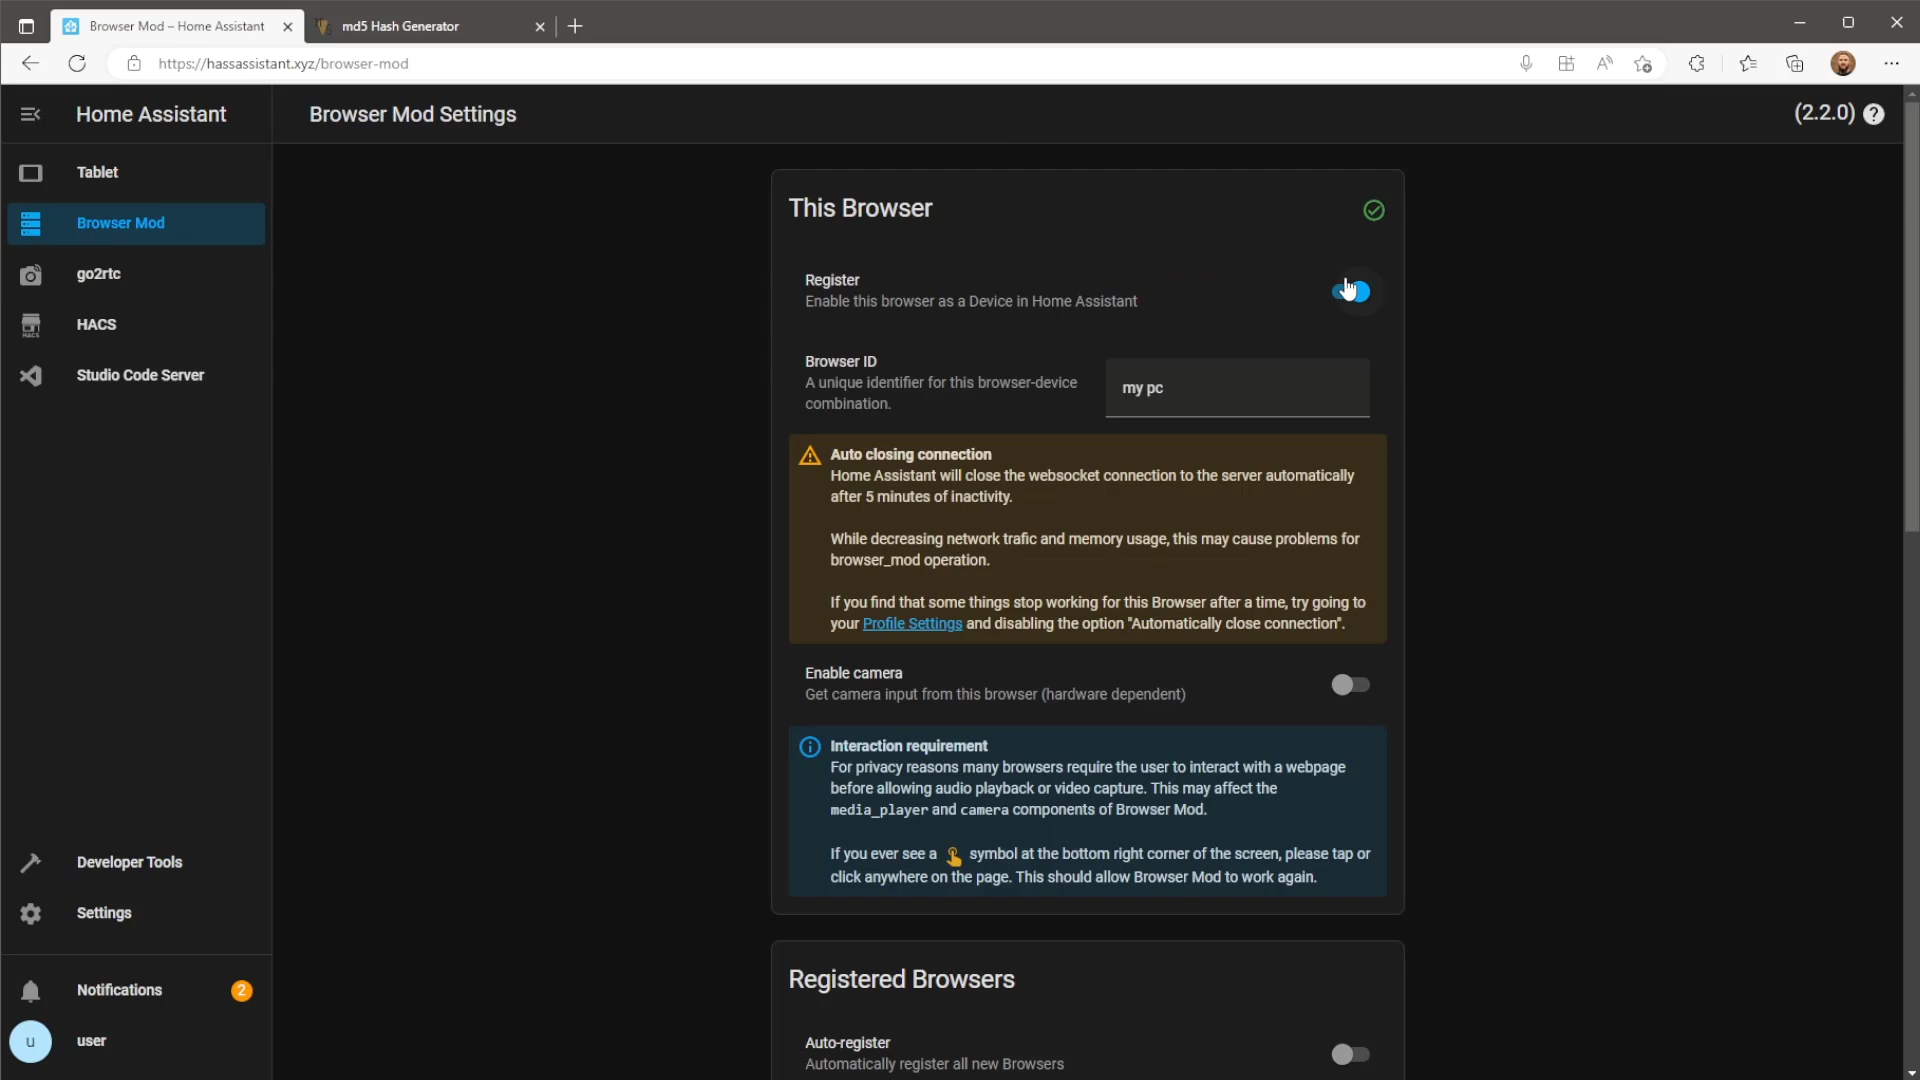 Browser Mod – Home Assistant
md5 Hash Generator
https://hassassistant.xyz/browser-mod
Home Assistant
Browser Mod Settings
(2.2.0)
Tablet
Browser Mod
go2rtc
HACS
HACS
Studio Code Server
Developer Tools
Settings
Notifications
2
u
user
This Browser
Register
Enable this browser as a Device in Home Assistant
Browser ID
A unique identifier for this browser-device
combination.
my pc
Auto closing connection
Home Assistant will close the websocket connection to the server automatically
after 5 minutes of inactivity.
While decreasing network trafic and memory usage, this may cause problems for
browser_mod operation.
If you find that some things stop working for this Browser after a time, try going to
your Profile Settings and disabling the option "Automatically close connection".
Enable camera
Get camera input from this browser (hardware dependent)
Interaction requirement
For privacy reasons many browsers require the user to interact with a webpage
before allowing audio playback or video capture. This may affect the
media_player and camera components of Browser Mod.
If you ever see a symbol at the bottom right corner of the screen, please tap or
click anywhere on the page. This should allow Browser Mod to work again.
Registered Browsers
Auto-register
Automatically register all new Browsers